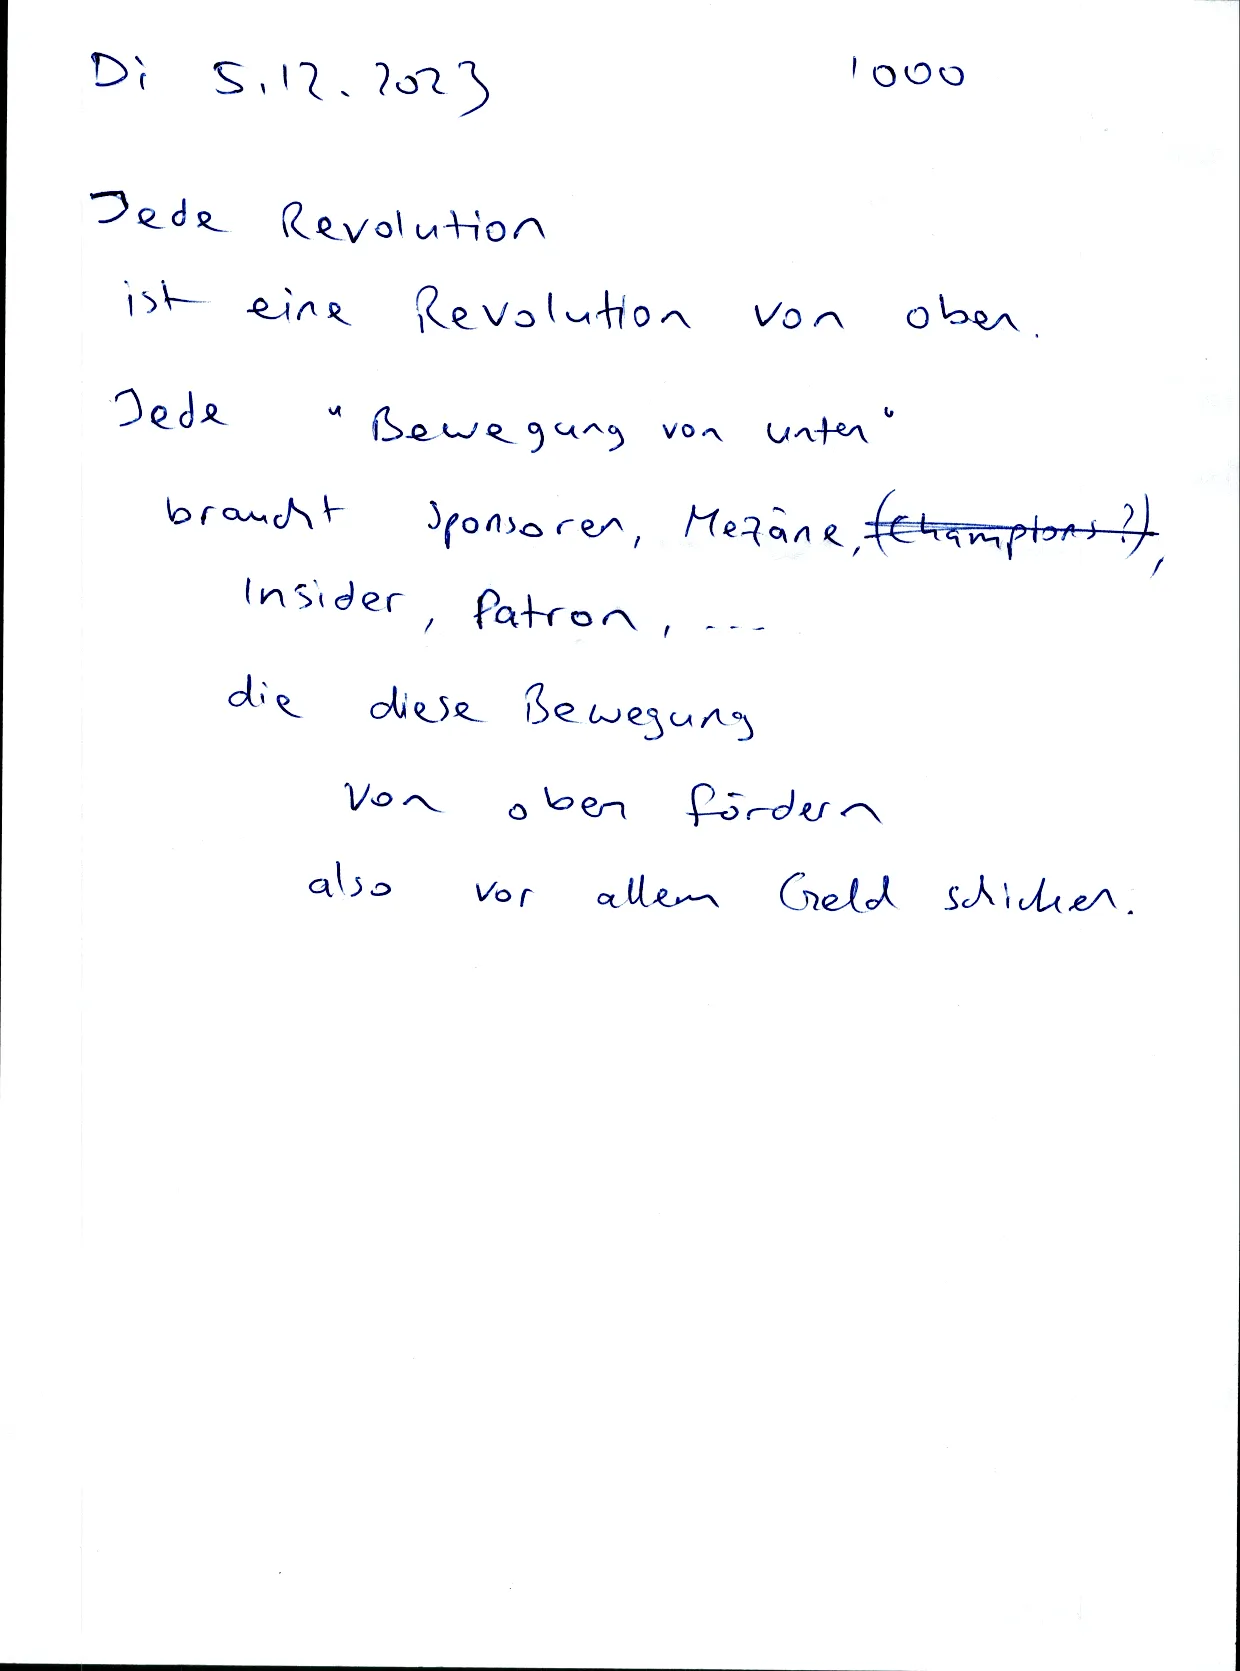 Di 5.12.2023 1000
Jede Revolution
ist eine Revolution von oben.
Jede "Bewegung von unten"
braucht Sponsoren, Mezäne, (Champions?),
Insider, Patron, ...
die diese Bewegung
von oben fördern
also vor allem Geld schicken.